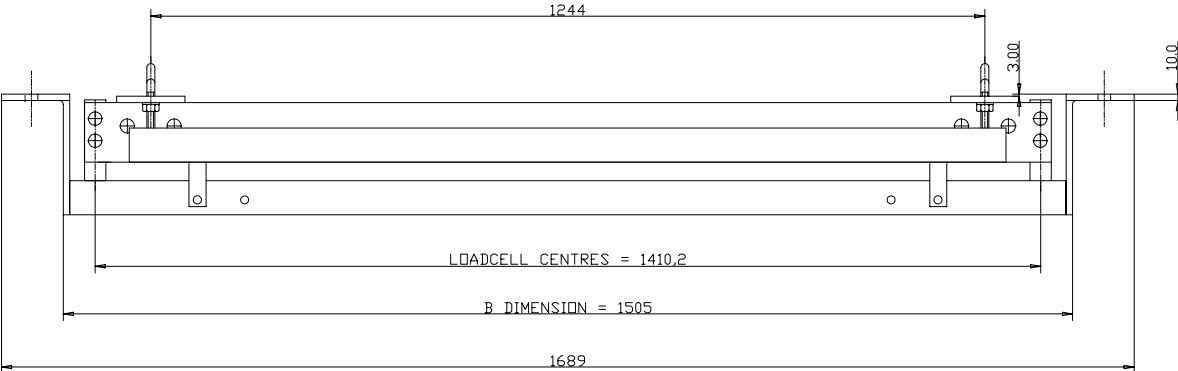 1244
3.00
10.0
LOADCELL CENTRES = 1410,2
B DIMENSION = 1505
1689